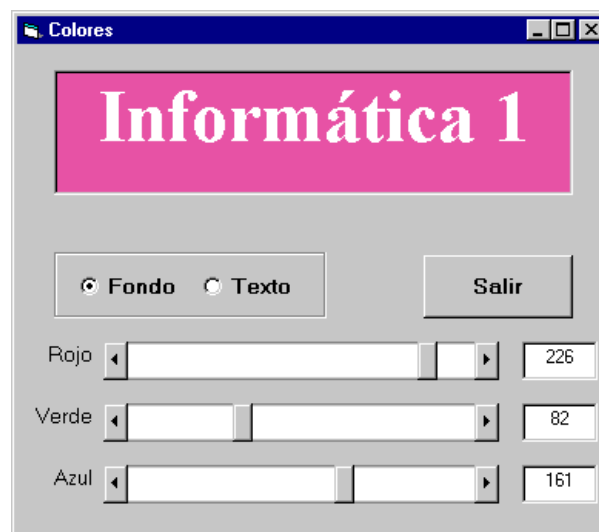 Colores
Informática 1
Fondo Texto Salir
Rojo 226
Verde 82
Azul 161